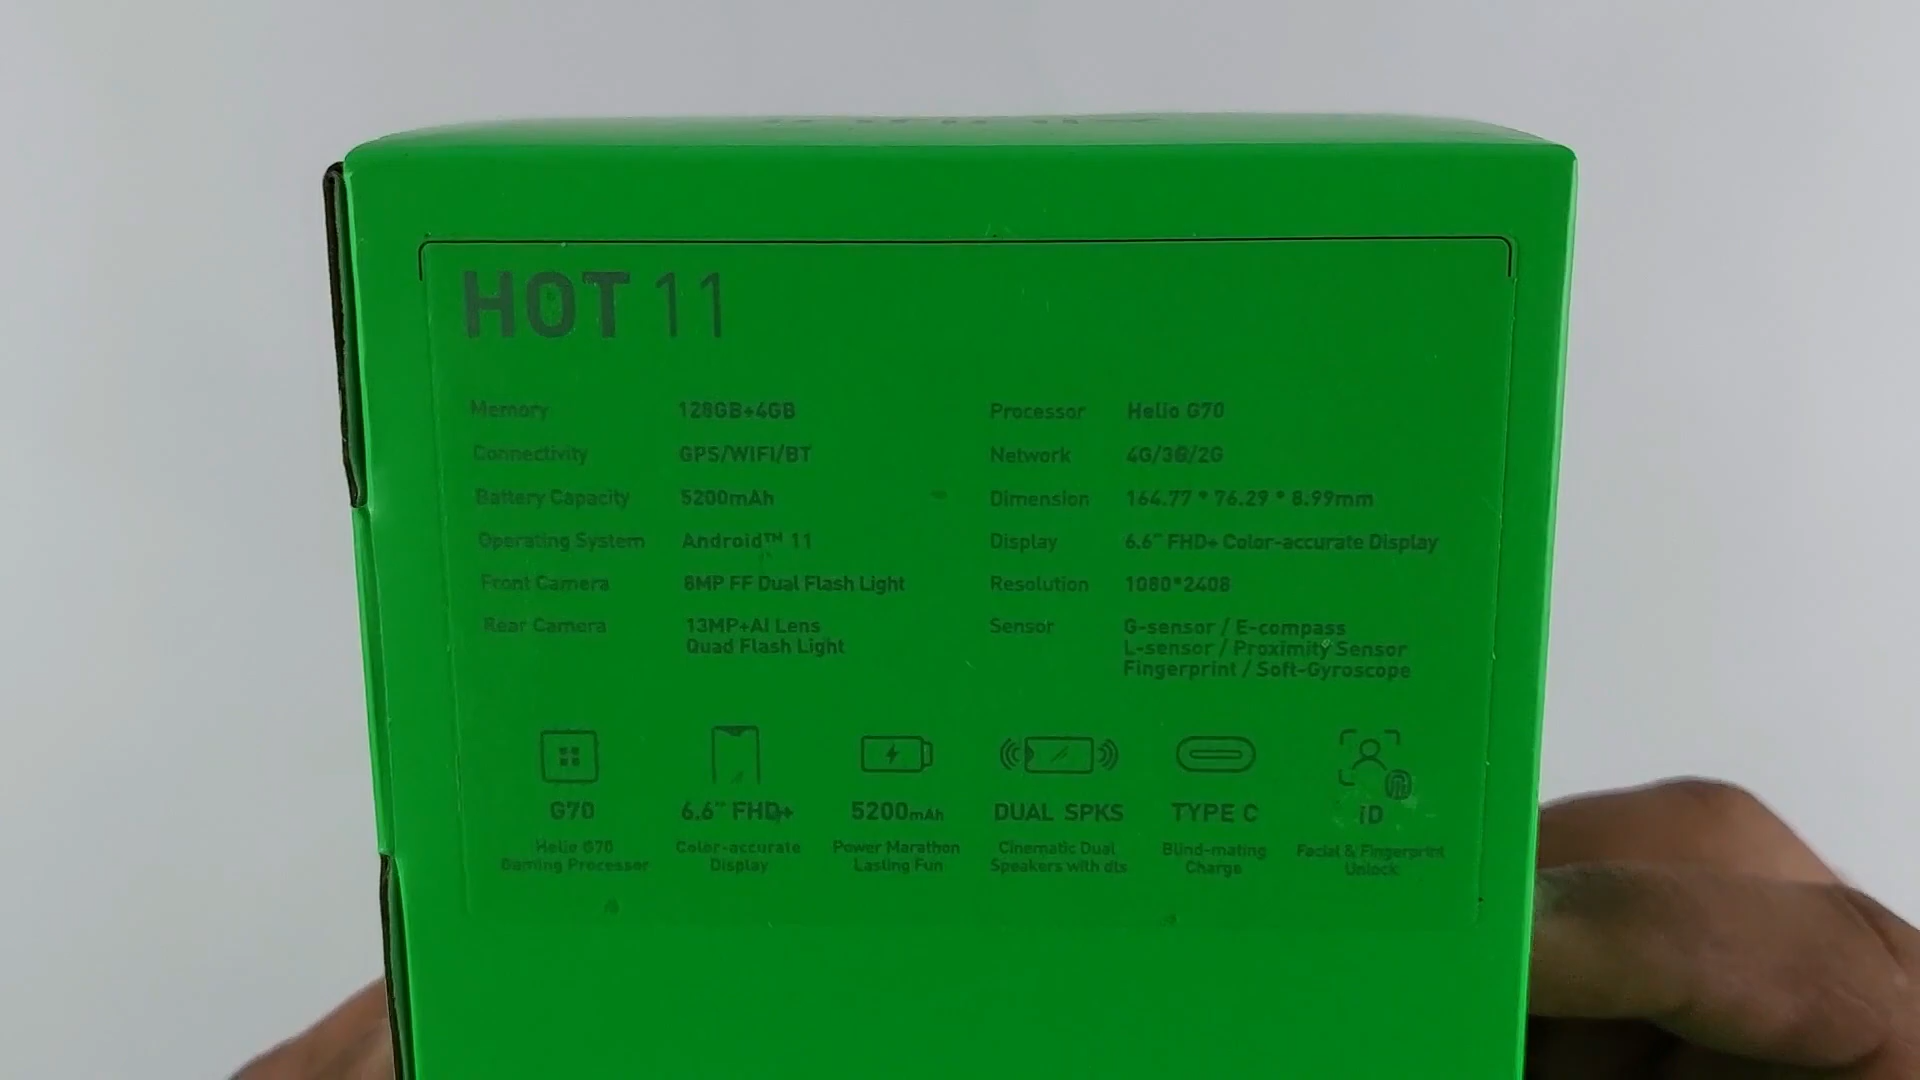 HOT 11
Memory 128GB+4GB
Connectivity GPS/WIFI/BT
Battery Capacity 5200mAh
Operating System Android™ 11
Front Camera 8MP FF Dual Flash Light
Rear Camera 13MP+AI Lens
Quad Flash Light
Processor Helio G70
Network 4G/3G/2G
Dimension 164.77 * 76.29 * 8.99mm
Display 6.6" FHD+ Color-accurate Display
Resolution 1080*2408
Sensor G-sensor / E-compass
L-sensor / Proximity Sensor
Fingerprint / Soft-Gyroscope
G70
Helio G70
Gaming Processor
6.6" FHD+
Color-accurate
Display
5200mAh
Power Marathon
Lasting Fun
DUAL SPKS
Cinematic Dual
Speakers with dts
TYPE C
Blind-mating
Charge
iD
Facial & Fingerprint
Unlock